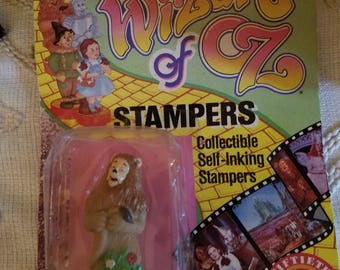 Wizard
of OZ
STAMPERS
Collectible
Self-Inking
Stampers